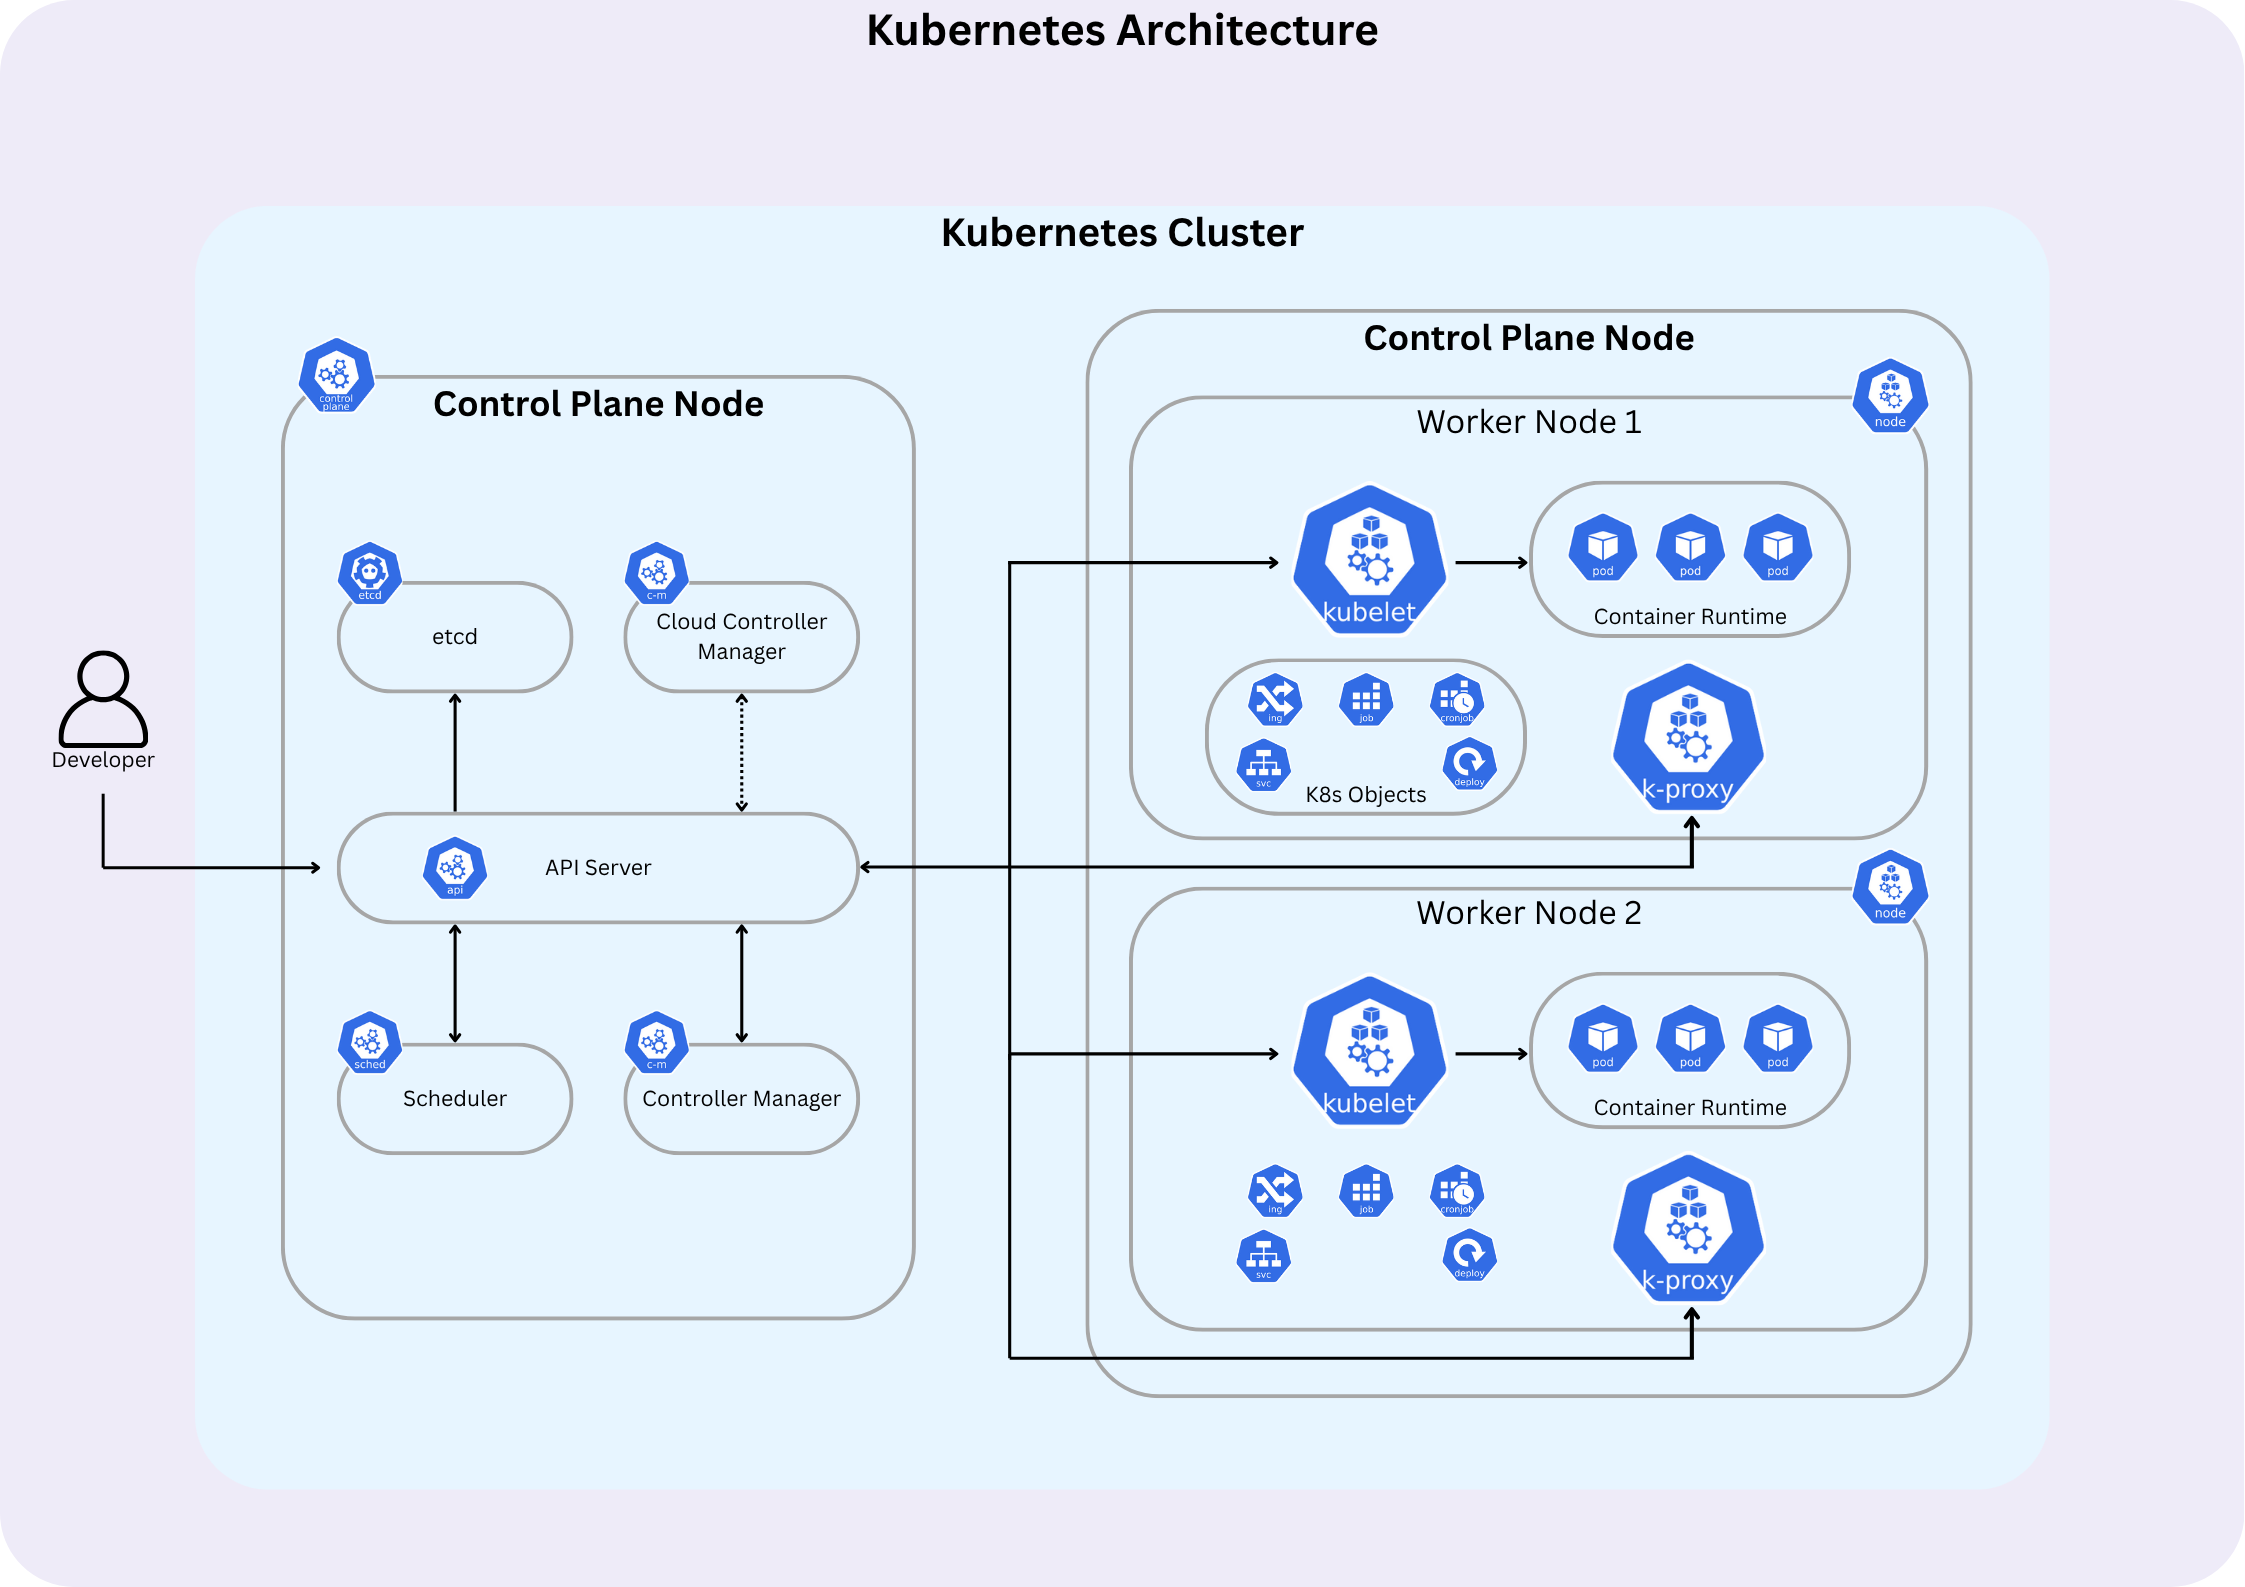 Kubernetes Architecture
Kubernetes Cluster
control
plane
Control Plane Node
etcd
etcd
c-m
Cloud Controller
Manager
Developer
api
API Server
sched
Scheduler
c-m
Controller Manager
Control Plane Node
node
Worker Node 1
kubelet
pod
pod
pod
Container Runtime
ing
job
cronjob
svc
deploy
K8s Objects
k-proxy
node
Worker Node 2
kubelet
pod
pod
pod
Container Runtime
ing
job
cronjob
svc
deploy
k-proxy